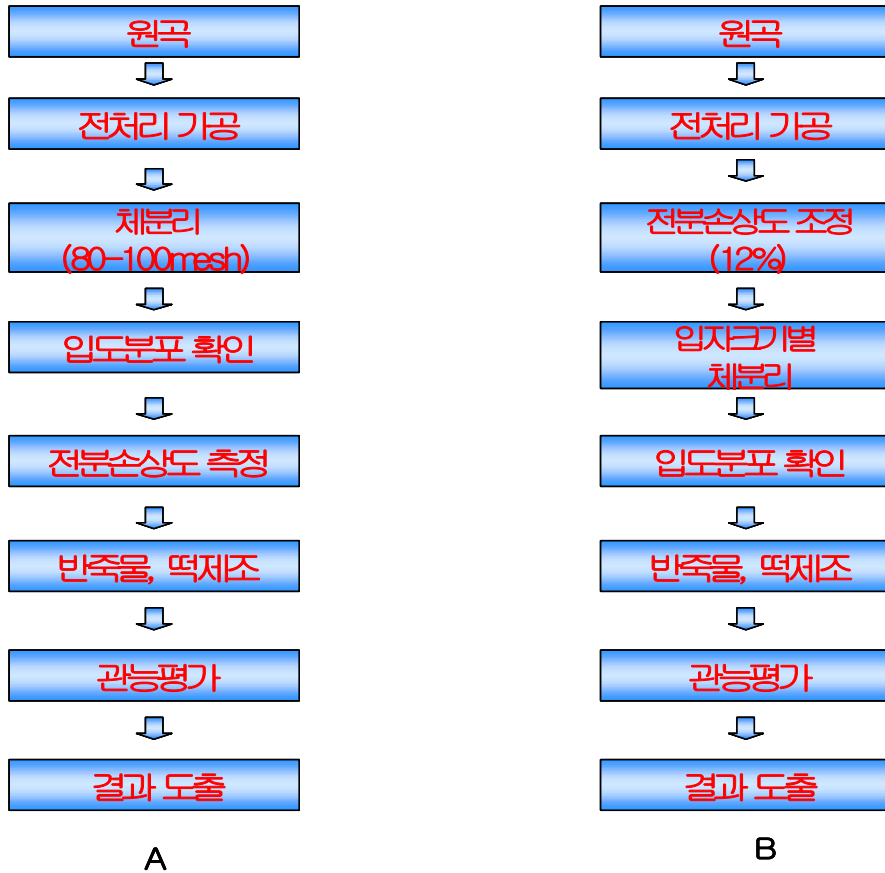 원곡
전처리 가공
체분리
(80-100mesh)
입도분포 확인
전분손상도 측정
반죽물, 떡제조
관능평가
결과 도출
A
원곡
전처리 가공
전분손상도 조정
(12%)
입자크기별
체분리
입도분포 확인
반죽물, 떡제조
관능평가
결과 도출
B